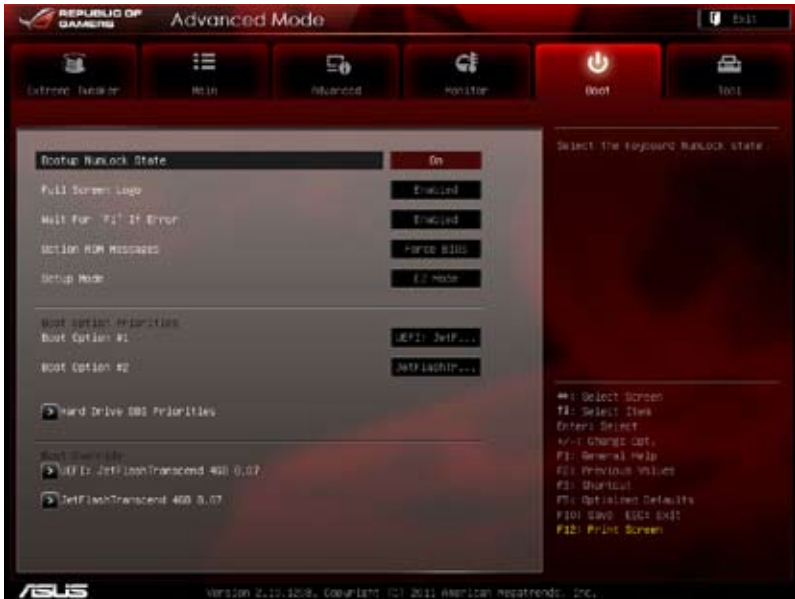 REPUBLIC OF GAMERS
Advanced Mode
Exit
Extreme Tweaker
Main
Advanced
Monitor
Boot
Tool
Bootup NumLock State
On
Select the Keyboard NumLock state
Full Screen Logo
Enabled
Wait For 'F1' If Error
Enabled
Option ROM Messages
Force BIOS
Setup Mode
EZ Mode
Boot Option Priorities
Boot Option #1
UEFI: JetF...
Boot Option #2
JetFlashTr...
Hard Drive BBS Priorities
Boot Override
UEFI: JetFlashTranscend 4GB 8.07
JetFlashTranscend 4GB 8.07
→←: Select Screen
↑↓: Select Item
Enter: Select
+/-: Change Opt.
F1: General Help
F2: Previous Values
F3: Shortcut
F5: Optimized Defaults
F10: Save ESC: Exit
F12: Print Screen
ASUS
Version 2.10.1208. Copyright (C) 2011 American Megatrends, Inc.